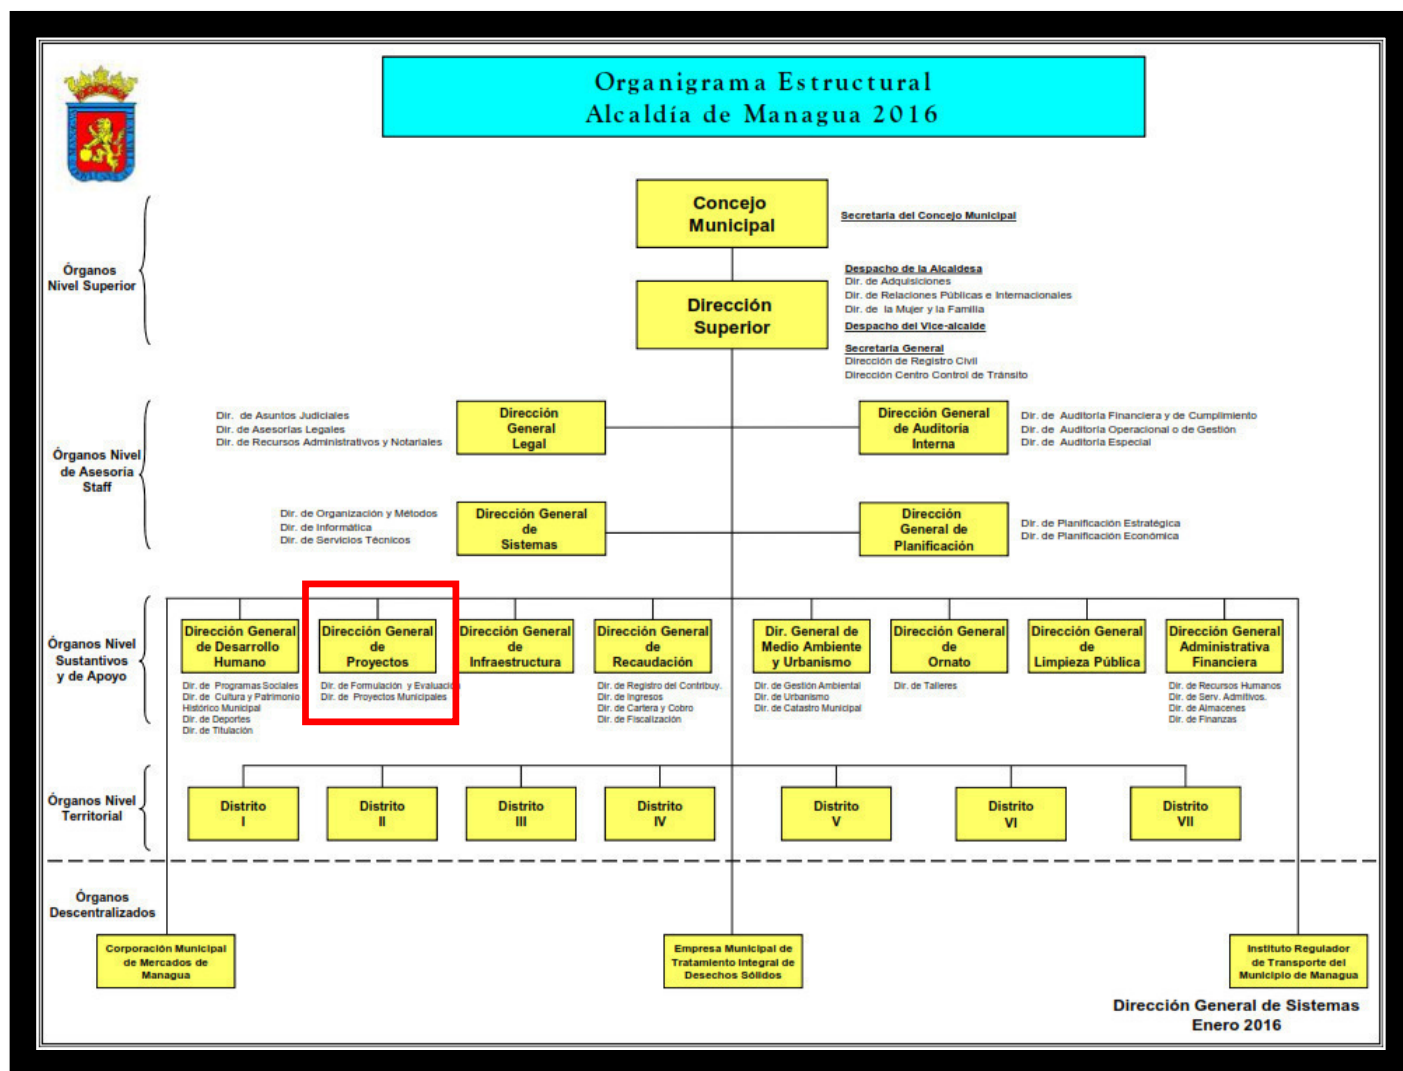 Organigrama Estructural
Alcaldía de Managua 2016
Concejo
Municipal
Secretaria del Concejo Municipal
Órganos
Nivel Superior
Despacho de la Alcaldesa
Dir. de Adquisiciones
Dir. de Relaciones Públicas e Internacionales
Dir. de la Mujer y la Familia
Dirección
Superior
Despacho del Vice-alcalde
Secretaria General
Dirección de Registro Civil
Dirección Centro Control de Tránsito
Órganos Nivel
de Asesoria
Staff
Dir. de Asuntos Judiciales
Dir. de Asesorías Legales
Dir. de Recursos Administrativos y Notariales
Dirección
General
Legal
Dirección General
de Auditoría
Interna
Dir. de Auditoría Financiera y de Cumplimiento
Dir. de Auditoría Operacional o de Gestión
Dir. de Auditoría Especial
Dir. de Organización y Métodos
Dir. de Informática
Dir. de Servicios Técnicos
Dirección General
de
Sistemas
Dirección
General de
Planificación
Dir. de Planificación Estratégica
Dir. de Planificación Económica
Órganos Nivel
Sustantivos
y de Apoyo
Dirección General
de Desarrollo
Humano
Dir. de Programas Sociales
Dir. de Cultura y Patrimonio
Histórico Municipal
Dir. de Deportes
Dir. de Titulación
Dirección General
de
Proyectos
Dir. de Formulación y Evaluación
Dir. de Proyectos Municipales
Dirección General
de
Infraestructura
Dirección General
de
Recaudación
Dir. de Registro del Contribuy.
Dir. de Ingresos
Dir. de Cartera y Cobro
Dir. de Fiscalización
Dir. General de
Medio Ambiente
y Urbanismo
Dir. de Gestión Ambiental
Dir. de Urbanismo
Dir. de Catastro Municipal
Dirección General
de
Ornato
Dir. de Talleres
Dirección General
de
Limpieza Pública
Dirección General
Administrativa
Financiera
Dir. de Recursos Humanos
Dir. de Serv. Admitivos.
Dir. de Almacenes
Dir. de Finanzas
Órganos Nivel
Territorial
Distrito
I
Distrito
II
Distrito
III
Distrito
IV
Distrito
V
Distrito
VI
Distrito
VII
Órganos
Descentralizados
Corporación Municipal
de Mercados de
Managua
Empresa Municipal de
Tratamiento Integral de
Desechos Sólidos
Instituto Regulador
de Transporte del
Municipio de Managua
Dirección General de Sistemas
Enero 2016